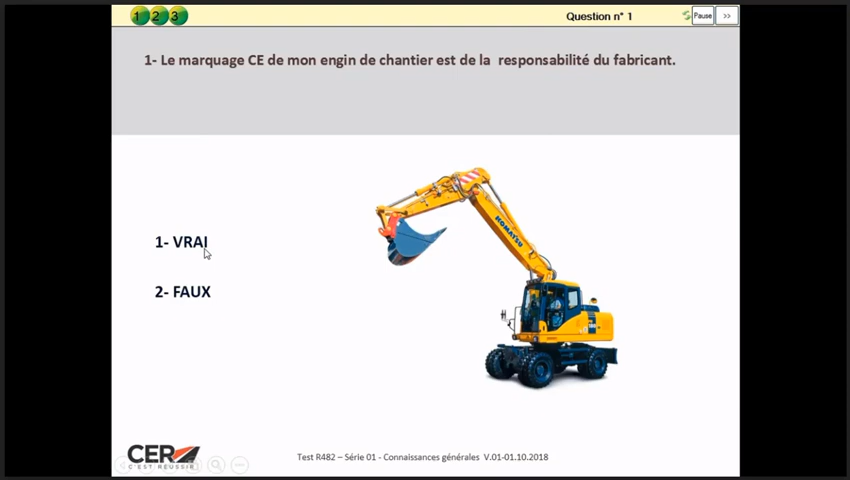 1 2 3
Question n° 1
Pause
>>
1- Le marquage CE de mon engin de chantier est de la responsabilité du fabricant.
KOMATSU
1- VRAI
2- FAUX
CER
C'EST RÉUSSIR
Test R482 – Série 01 - Connaissances générales V.01-01.10.2018